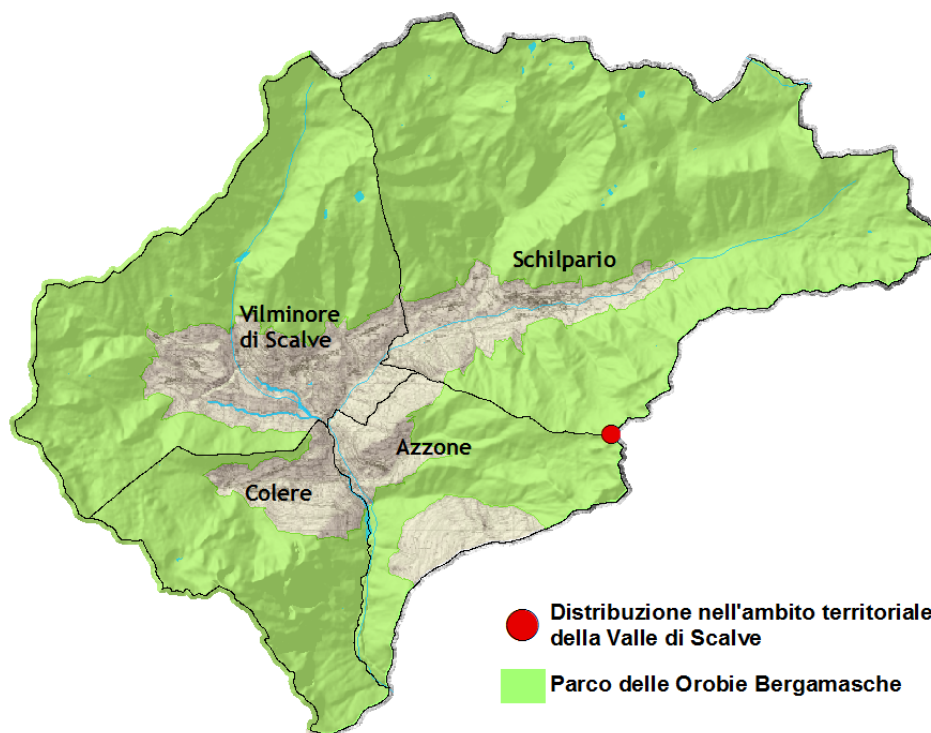 Schilpario
Vilminore
di Scalve
Azzone
Colere
Distribuzione nell'ambito territoriale
della Valle di Scalve
Parco delle Orobie Bergamasche